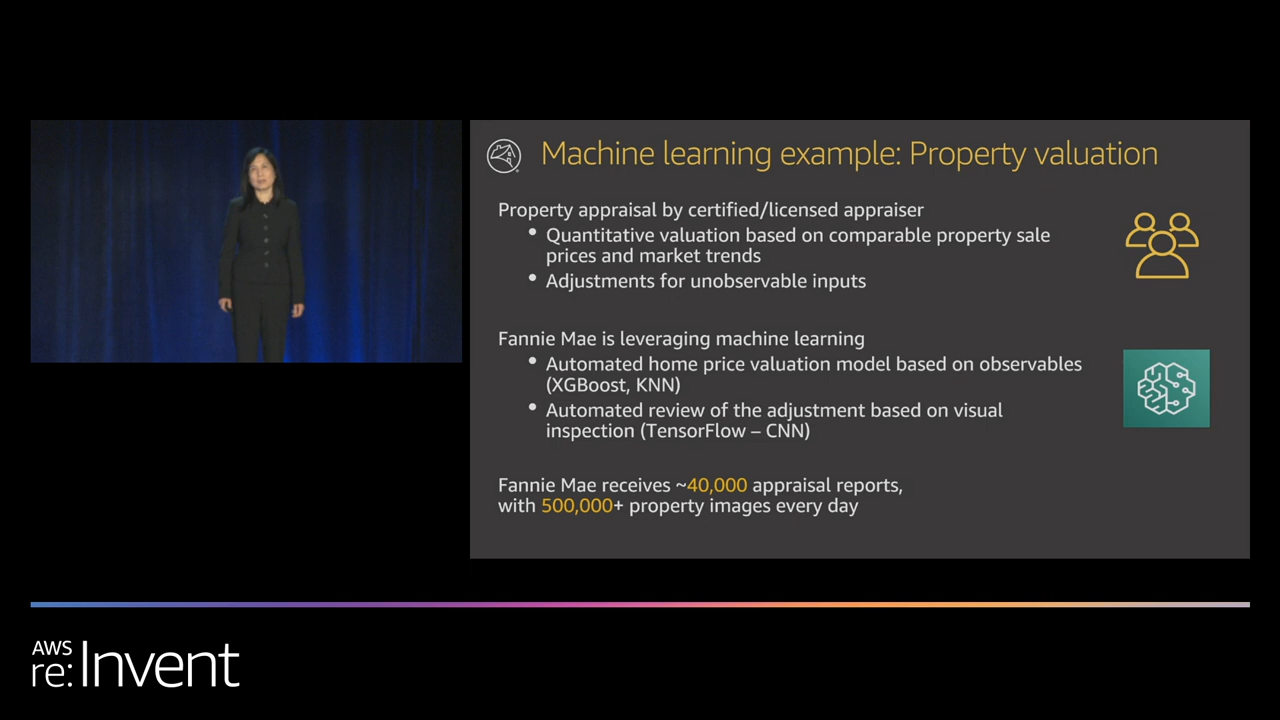 Machine learning example: Property valuation
Property appraisal by certified/licensed appraiser
• Quantitative valuation based on comparable property sale
prices and market trends
• Adjustments for unobservable inputs
Fannie Mae is leveraging machine learning
• Automated home price valuation model based on observables
(XGBoost, KNN)
• Automated review of the adjustment based on visual
inspection (TensorFlow – CNN)
Fannie Mae receives ~40,000 appraisal reports,
with 500,000+ property images every day
AWS
re:Invent